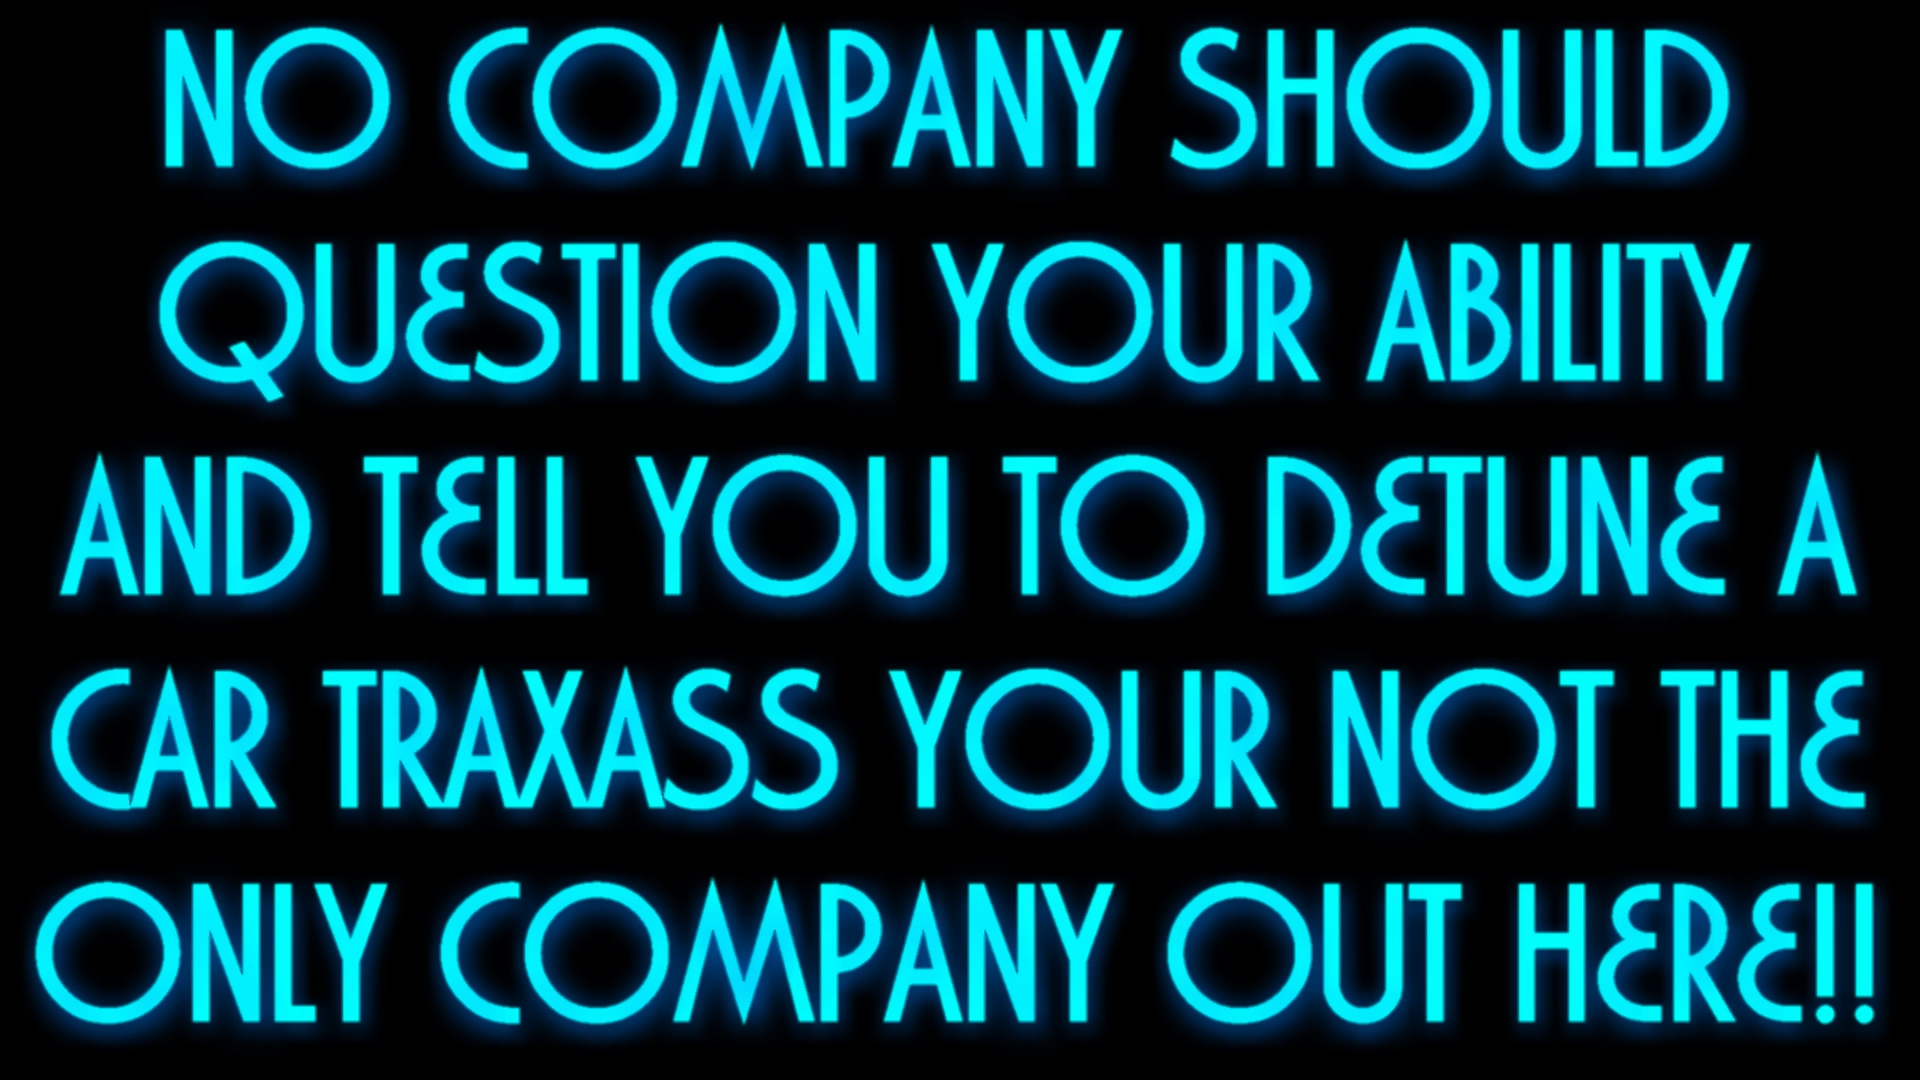 NO COMPANY SHOULD
QUESTION YOUR ABILITY
AND TELL YOU TO DETUNE A
CAR TRAXASS YOUR NOT THE
ONLY COMPANY OUT HERE!!